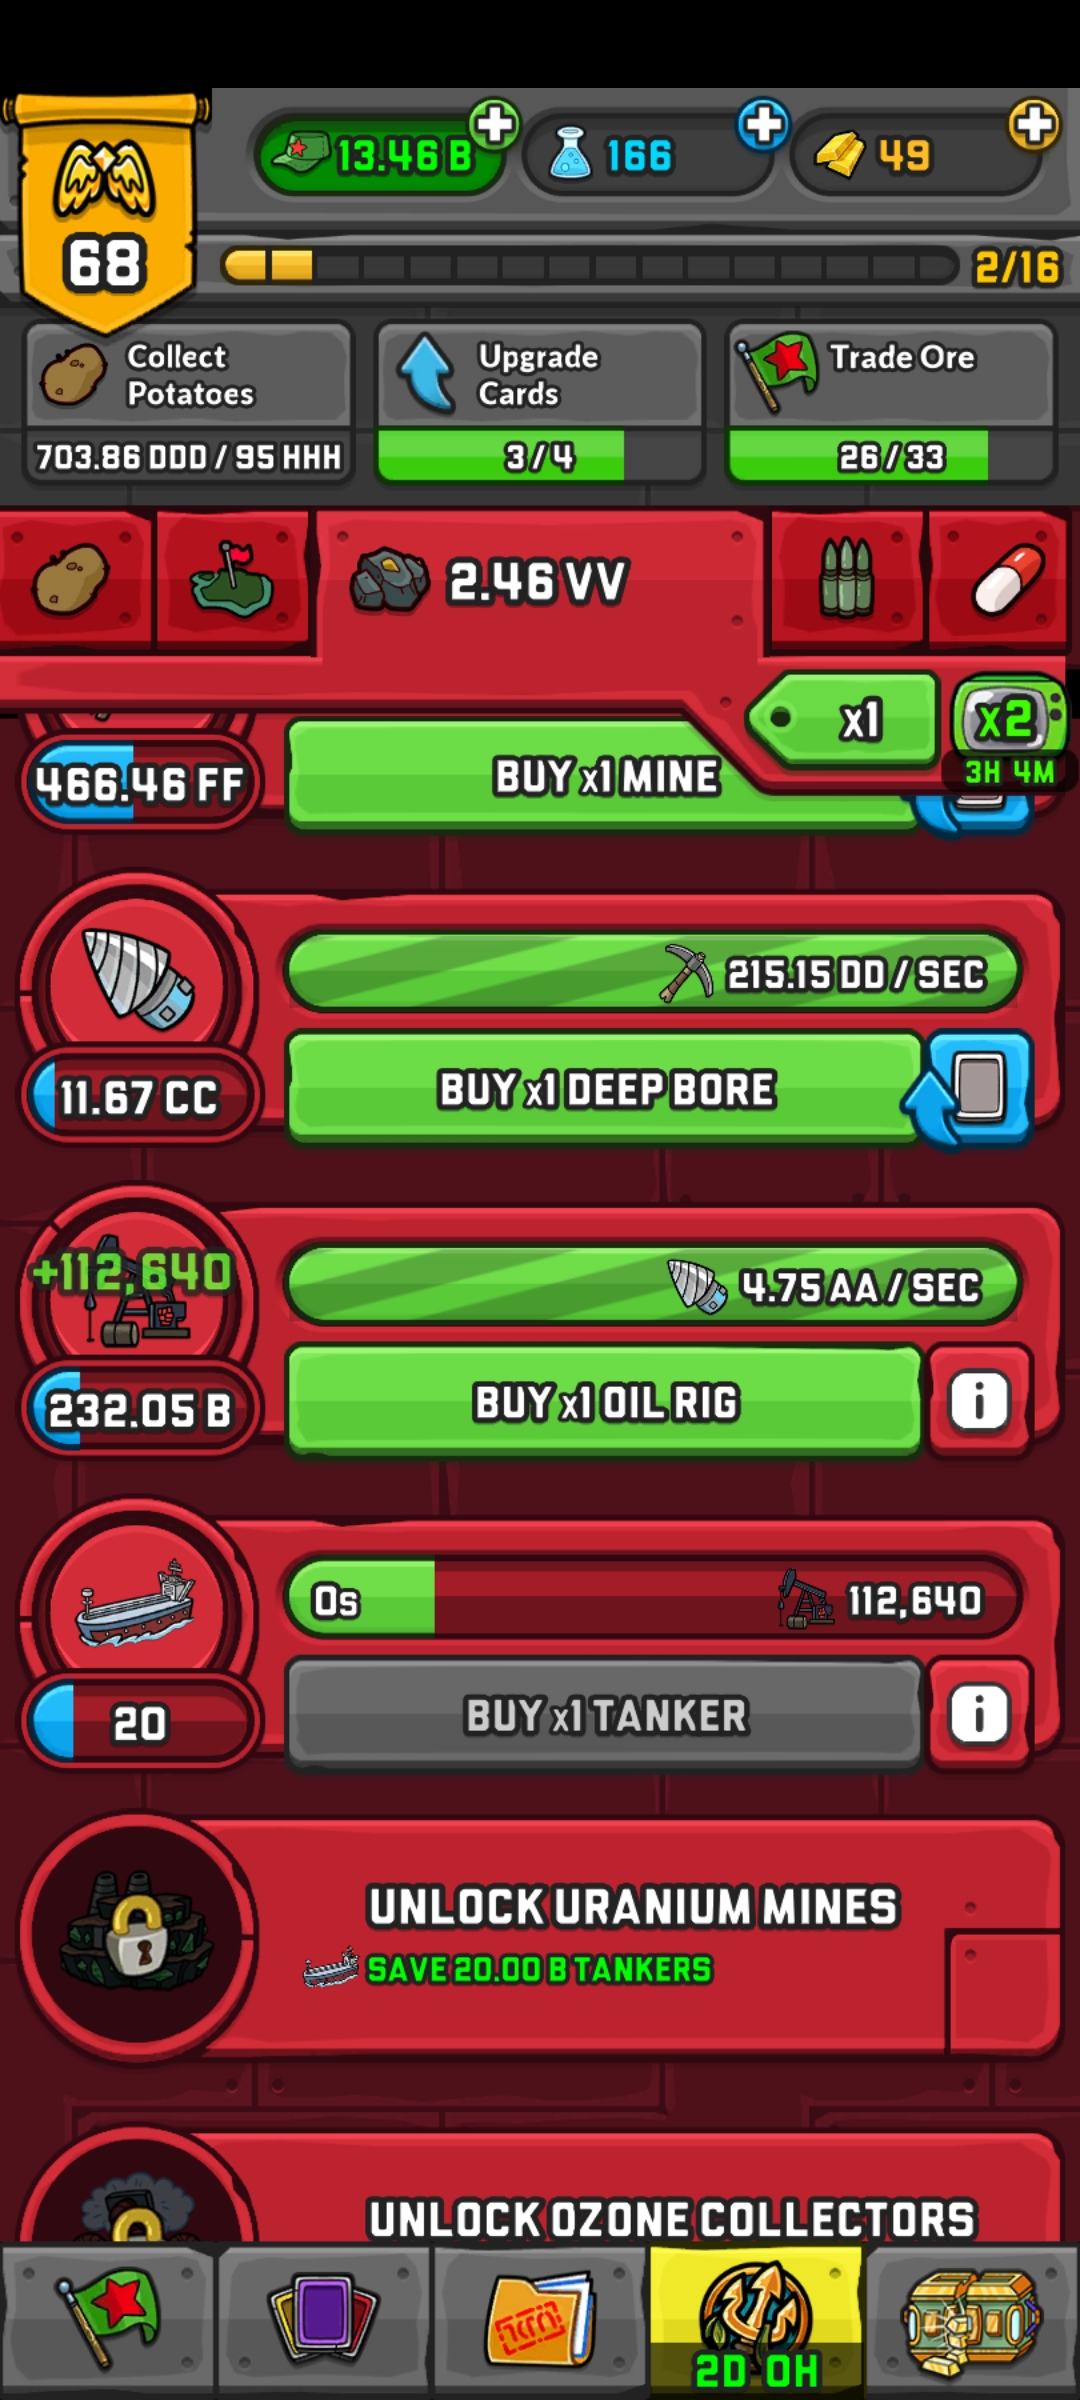 13.46 B
166
49
68
2/16
Collect
Potatoes
Upgrade
Cards
Trade Ore
703.86 DDD / 95 HHH
3/4
26/33
2.46 VV
x1
x2
3H 4M
466.46 FF
BUY x1 MINE
215.15 DD / SEC
11.67 CC
BUY x1 DEEP BORE
+112,640
4.75 AA / SEC
232.05 B
BUY x1 OIL RIG
i
0s
112,640
20
BUY x1 TANKER
i
UNLOCK URANIUM MINES
SAVE 20.00 B TANKERS
UNLOCK OZONE COLLECTORS
2D 0H